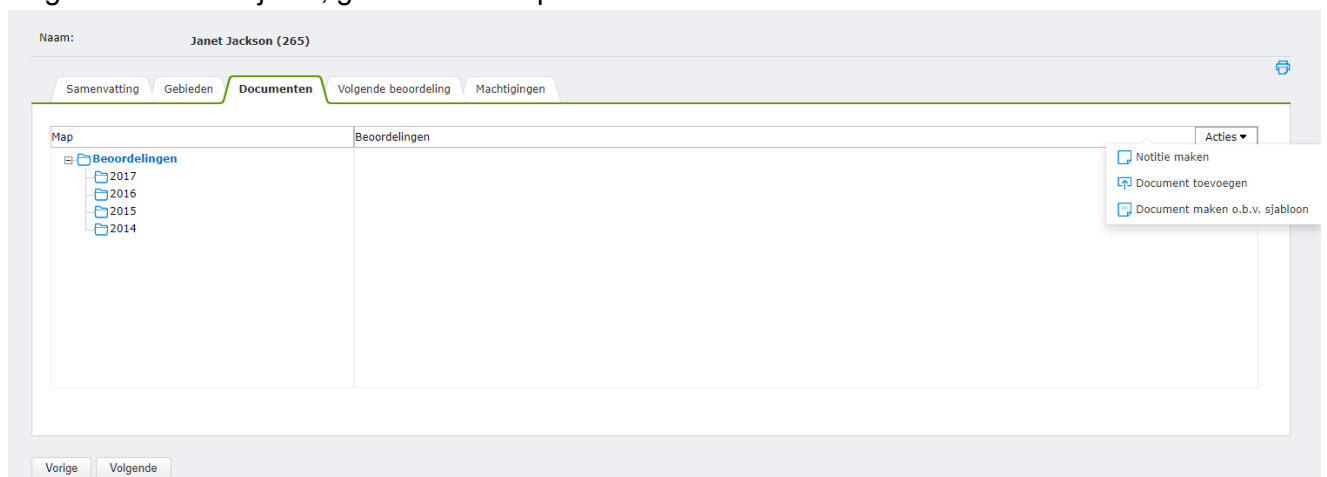 Naam: Janet Jackson (265)
Samenvatting Gebieden Documenten Volgende beoordeling Machtigingen
Map Beoordelingen Acties ▾
Beoordelingen
2017
2016
2015
2014
Notitie maken
Document toevoegen
Document maken o.b.v. sjabloon
Vorige Volgende